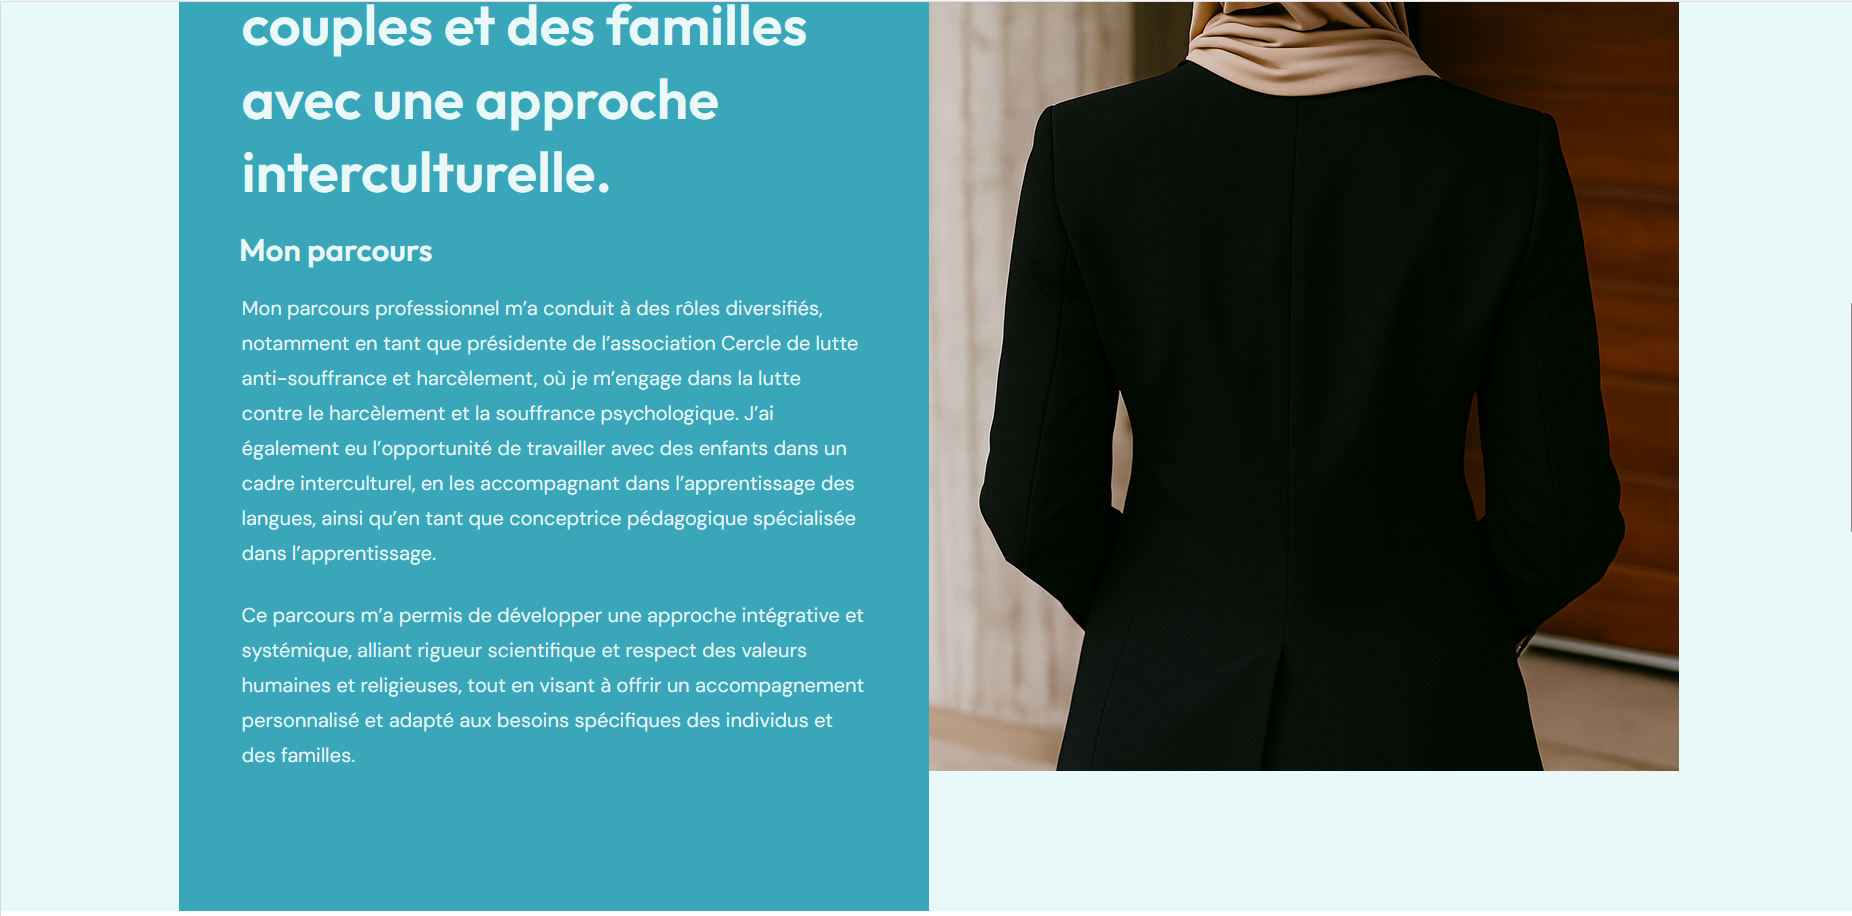 couples et des familles
avec une approche
interculturelle.
Mon parcours
Mon parcours professionnel m’a conduit à des rôles diversifiés,
notamment en tant que présidente de l’association Cercle de lutte
anti-souffrance et harcèlement, où je m’engage dans la lutte
contre le harcèlement et la souffrance psychologique. J’ai
également eu l’opportunité de travailler avec des enfants dans un
cadre interculturel, en les accompagnant dans l’apprentissage des
langues, ainsi qu’en tant que conceptrice pédagogique spécialisée
dans l’apprentissage.
Ce parcours m’a permis de développer une approche intégrative et
systémique, alliant rigueur scientifique et respect des valeurs
humaines et religieuses, tout en visant à offrir un accompagnement
personnalisé et adapté aux besoins spécifiques des individus et
des familles.